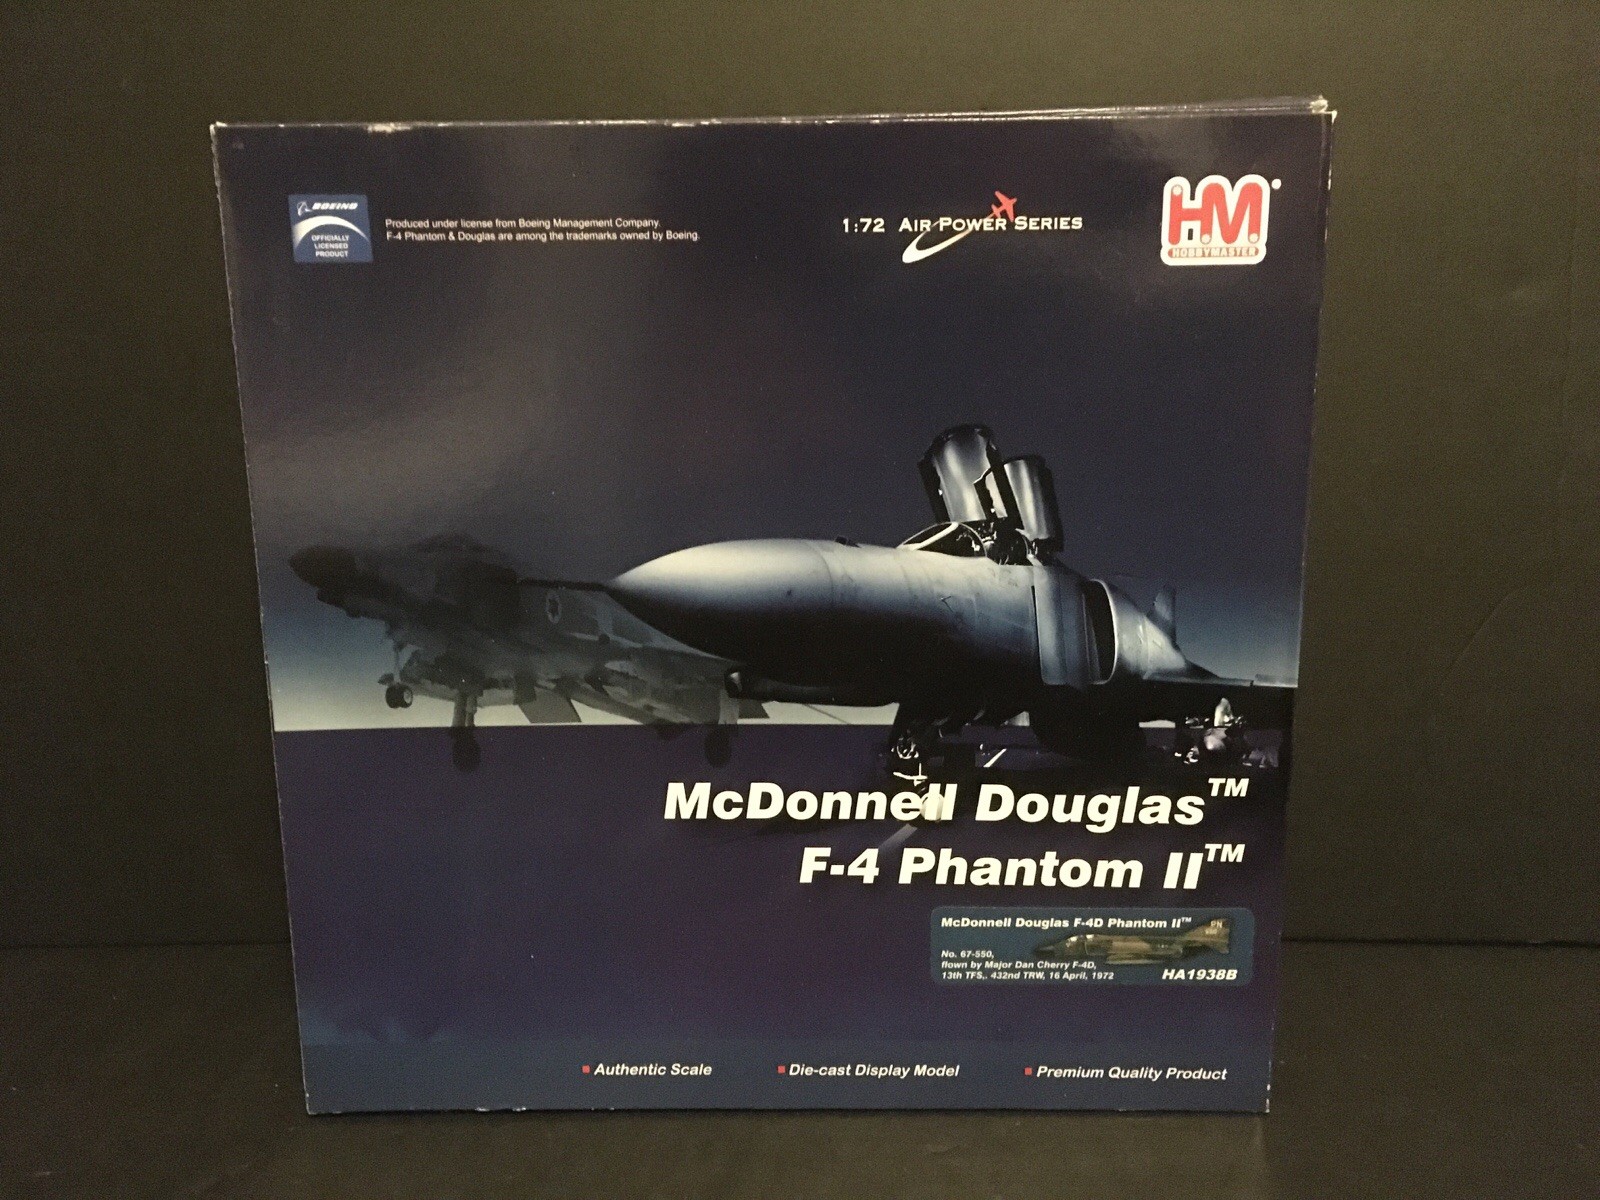 BOEING
OFFICIALLY
LICENSED
PRODUCT
Produced under license from Boeing Management Company.
F-4 Phantom & Douglas are among the trademarks owned by Boeing.
1:72 AIR POWER SERIES
HM
HOBBYMASTER
McDonnell Douglas™
F-4 Phantom II™
McDonnell Douglas F-4D Phantom II™
PN
No. 67-550,
flown by Major Dan Cherry F-4D,
13th TFS,. 432nd TRW, 16 April, 1972
HA1938B
Authentic Scale
Die-cast Display Model
Premium Quality Product